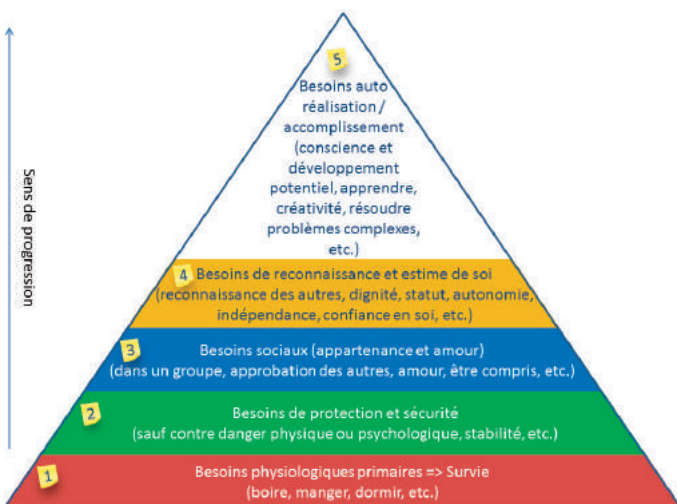 5
Besoins auto
réalisation /
accomplissement
(conscience et
développement
potentiel, apprendre,
créativité, résoudre
problèmes complexes,
etc.)
4
Besoins de reconnaissance et estime de soi
(reconnaissance des autres, dignité, statut, autonomie,
indépendance, confiance en soi, etc.)
3
Besoins sociaux (appartenance et amour)
(dans un groupe, approbation des autres, amour, être compris, etc.)
2
Besoins de protection et sécurité
(sauf contre danger physique ou psychologique, stabilité, etc.)
1
Besoins physiologiques primaires => Survie
(boire, manger, dormir, etc.)
Sens de progression